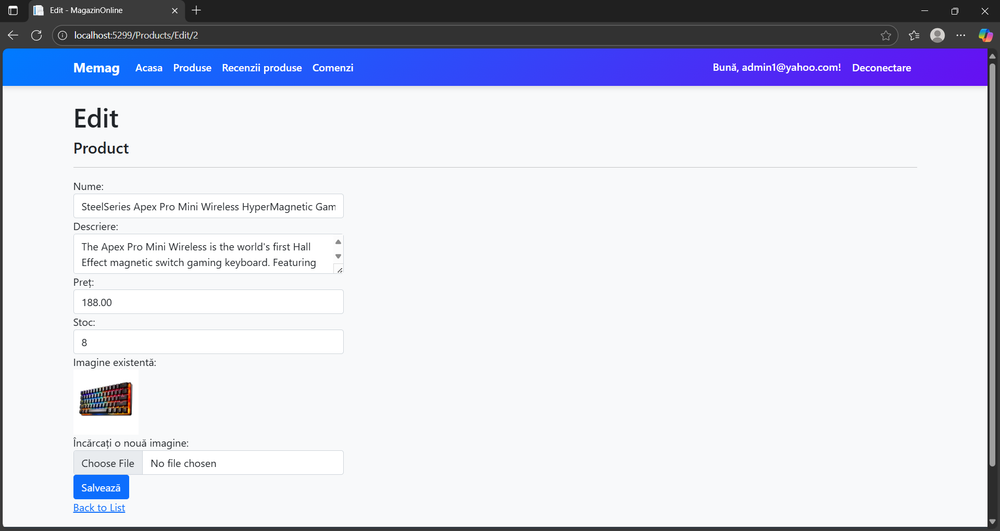 Edit - MagazinOnline
localhost:5299/Products/Edit/2
Memag Acasa Produse Recenzii produse Comenzi Bună, admin1@yahoo.com! Deconectare
Edit
Product
Nume:
SteelSeries Apex Pro Mini Wireless HyperMagnetic Gam
Descriere:
The Apex Pro Mini Wireless is the world's first Hall
Effect magnetic switch gaming keyboard. Featuring
Preț:
188.00
Stoc:
8
Imagine existentă:
Încărcați o nouă imagine:
Choose File No file chosen
Salvează
Back to List